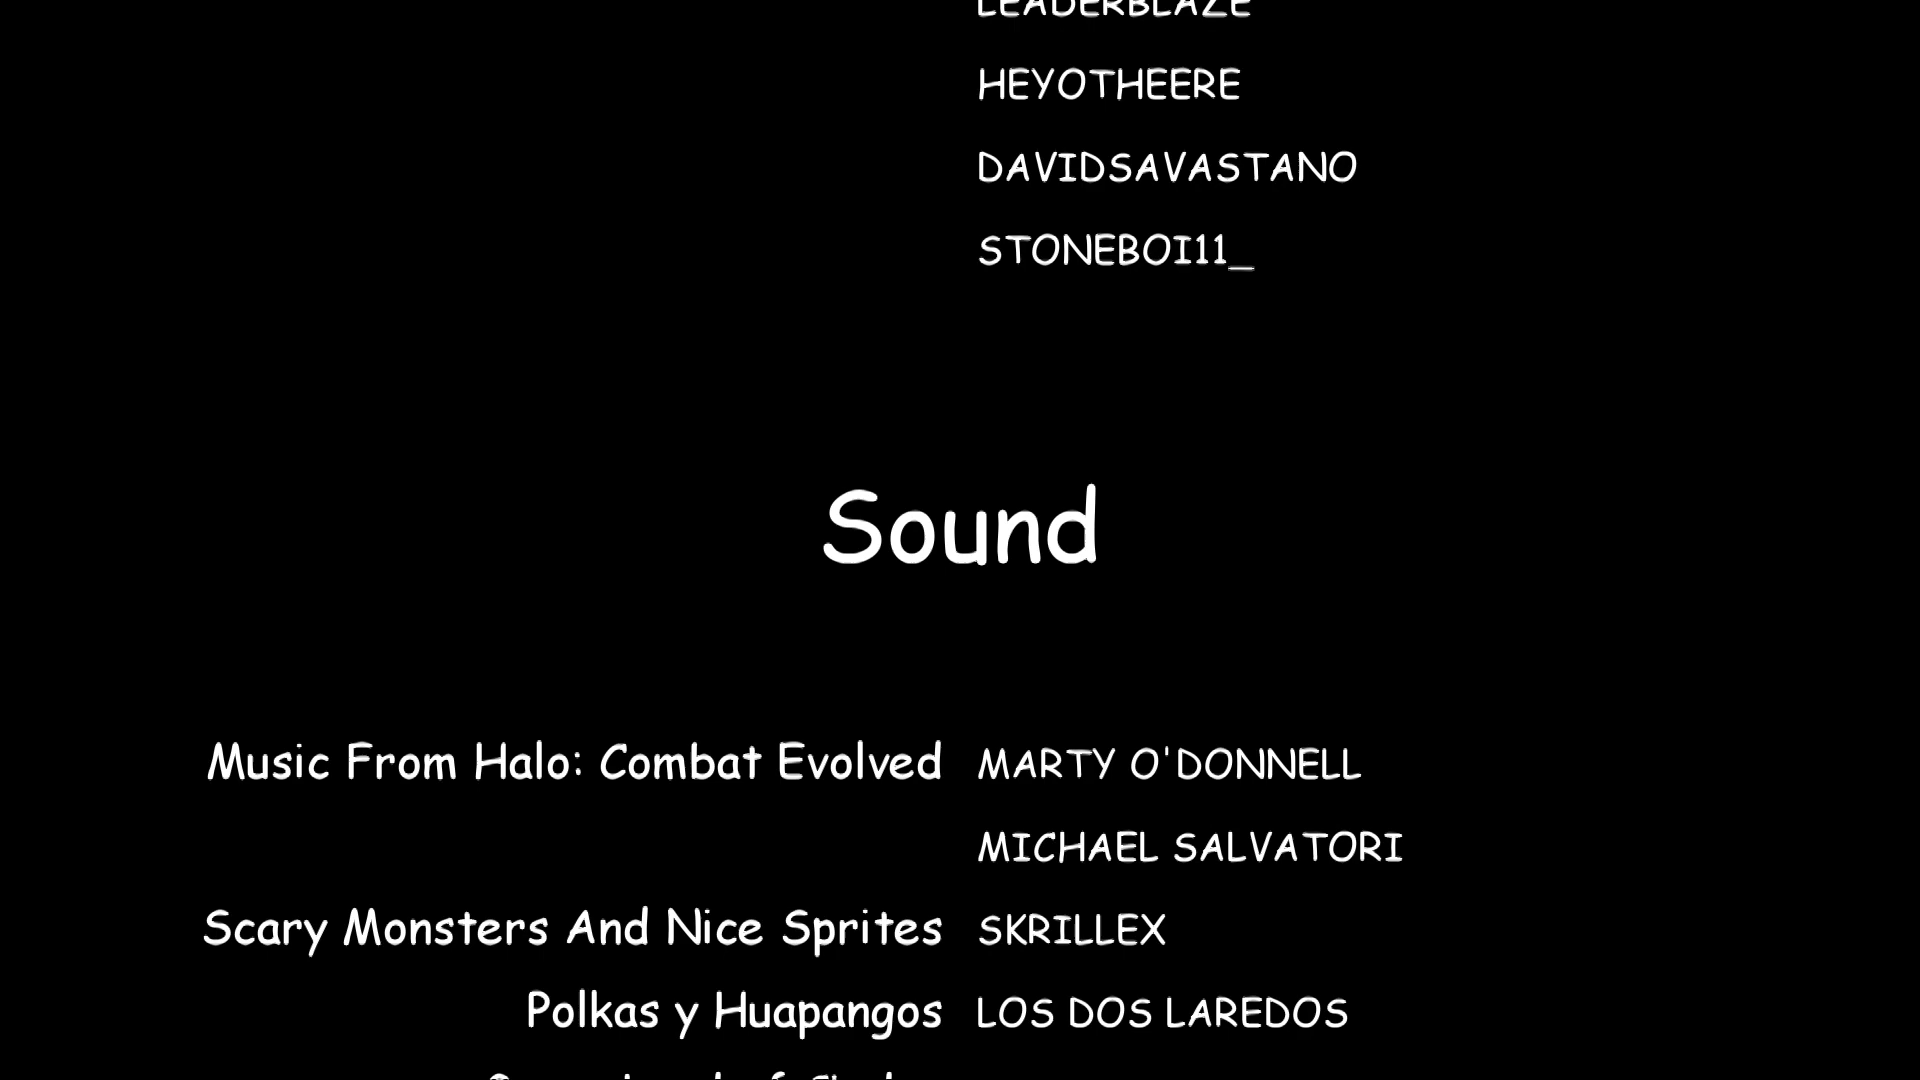 LEADERBLAZE
HEYOTHEERE
DAVIDSAVASTANO
STONEBOI11_
Sound
Music From Halo: Combat Evolved MARTY O'DONNELL
MICHAEL SALVATORI
Scary Monsters And Nice Sprites SKRILLEX
Polkas y Huapangos LOS DOS LAREDOS